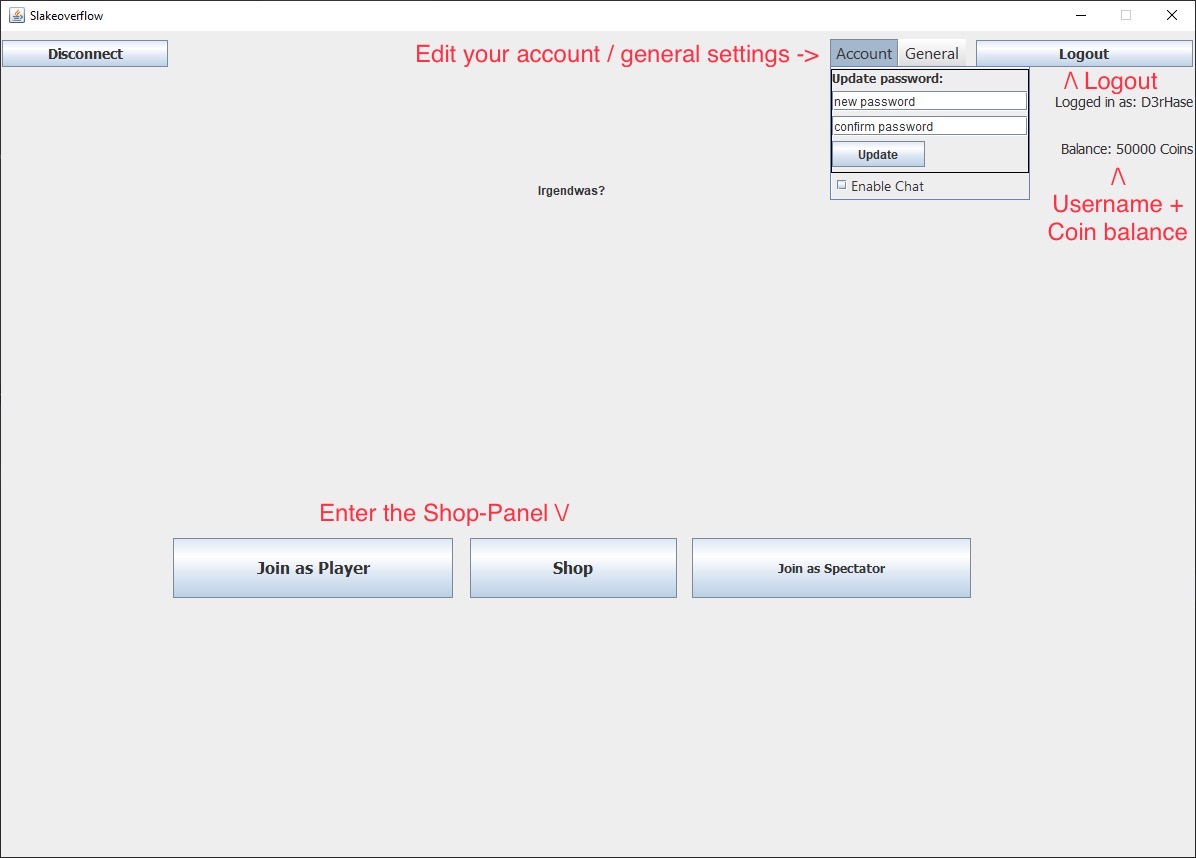 Slakeoverflow
Disconnect
Edit your account / general settings ->
Account
General
Logout
Update password:
/\ Logout
new password
Logged in as: D3rHase
confirm password
Update
Balance: 50000 Coins
/\
Enable Chat
Irgendwas?
Username +
Coin balance
Enter the Shop-Panel \/
Join as Player
Shop
Join as Spectator